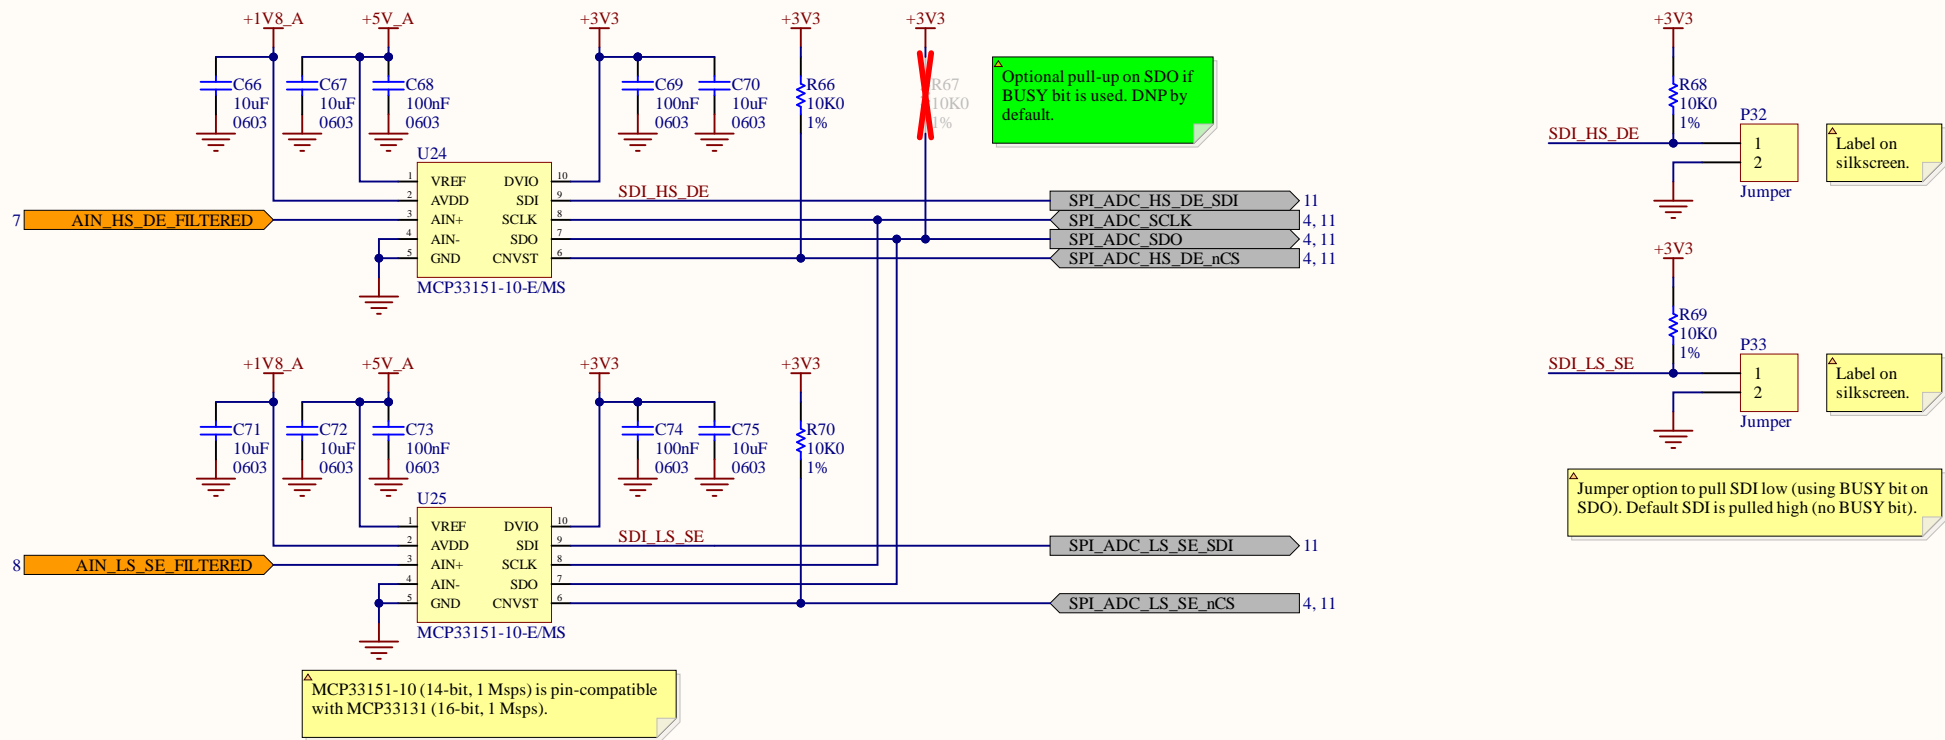 +1V8_A
+5V_A
+3V3
+3V3
+3V3
C66
10uF
0603
C67
10uF
0603
C68
100nF
0603
C69
100nF
0603
C70
10uF
0603
R66
10K0
1%
R67
10K0
1%
Optional pull-up on SDO if
BUSY bit is used. DNP by
default.
U24
1 VREF DVIO 10
2 AVDD SDI 9
3 AIN+ SCLK 8
4 AIN- SDO 7
5 GND CNVST 6
MCP33151-10-E/MS
7 AIN_HS_DE_FILTERED
SDI_HS_DE
SPI_ADC_HS_DE_SDI 11
SPI_ADC_SCLK 4, 11
SPI_ADC_SDO 4, 11
SPI_ADC_HS_DE_nCS 4, 11
+1V8_A
+5V_A
+3V3
+3V3
C71
10uF
0603
C72
10uF
0603
C73
100nF
0603
C74
100nF
0603
C75
10uF
0603
R70
10K0
1%
U25
1 VREF DVIO 10
2 AVDD SDI 9
3 AIN+ SCLK 8
4 AIN- SDO 7
5 GND CNVST 6
MCP33151-10-E/MS
8 AIN_LS_SE_FILTERED
SDI_LS_SE
SPI_ADC_LS_SE_SDI 11
SPI_ADC_LS_SE_nCS 4, 11
MCP33151-10 (14-bit, 1 Msps) is pin-compatible
with MCP33131 (16-bit, 1 Msps).
+3V3
R68
10K0
1%
SDI_HS_DE
P32
1
2
Jumper
Label on
silkscreen.
+3V3
R69
10K0
1%
SDI_LS_SE
P33
1
2
Jumper
Label on
silkscreen.
Jumper option to pull SDI low (using BUSY bit on
SDO). Default SDI is pulled high (no BUSY bit).